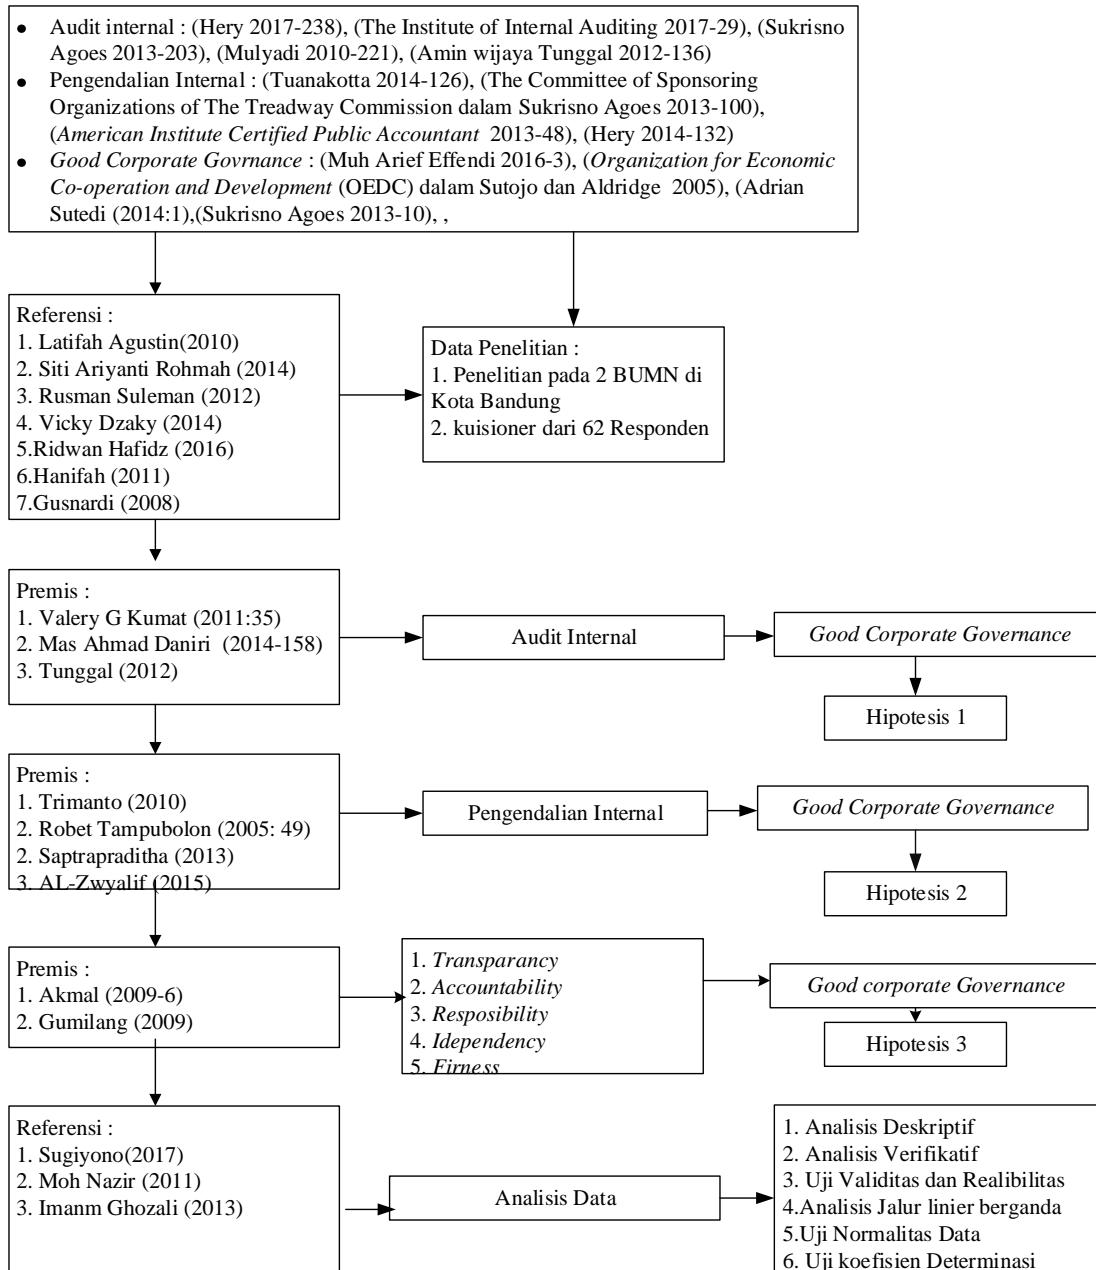 ● Audit internal : (Hery 2017-238), (The Institute of Internal Auditing 2017-29), (Sukrisno
Agoes 2013-203), (Mulyadi 2010-221), (Amin wijaya Tunggal 2012-136)
● Pengendalian Internal : (Tuanakotta 2014-126), (The Committee of Sponsoring
Organizations of The Treadway Commission dalam Sukrisno Agoes 2013-100),
(American Institute Certified Public Accountant 2013-48), (Hery 2014-132)
● Good Corporate Govrnance : (Muh Arief Effendi 2016-3), (Organization for Economic
Co-operation and Development (OEDC) dalam Sutojo dan Aldridge 2005), (Adrian
Sutedi (2014:1),(Sukrisno Agoes 2013-10), ,
Referensi :
1. Latifah Agustin(2010)
2. Siti Ariyanti Rohmah (2014)
3. Rusman Suleman (2012)
4. Vicky Dzaky (2014)
5.Ridwan Hafidz (2016)
6.Hanifah (2011)
7.Gusnardi (2008)
Data Penelitian :
1. Penelitian pada 2 BUMN di
Kota Bandung
2. kuisioner dari 62 Responden
Premis :
1. Valery G Kumat (2011:35)
2. Mas Ahmad Daniri (2014-158)
3. Tunggal (2012)
Audit Internal
Good Corporate Governance
Hipotesis 1
Premis :
1. Trimanto (2010)
2. Robet Tampubolon (2005: 49)
2. Saptrapraditha (2013)
3. AL-Zwyalif (2015)
Pengendalian Internal
Good Corporate Governance
Hipotesis 2
Premis :
1. Akmal (2009-6)
2. Gumilang (2009)
1. Transparancy
2. Accountability
3. Resposibility
4. Idependency
5. Firness
Good corporate Governance
Hipotesis 3
Referensi :
1. Sugiyono(2017)
2. Moh Nazir (2011)
3. Imanm Ghozali (2013)
Analisis Data
1. Analisis Deskriptif
2. Analisis Verifikatif
3. Uji Validitas dan Realibilitas
4.Analisis Jalur linier berganda
5.Uji Normalitas Data
6. Uji koefisien Determinasi